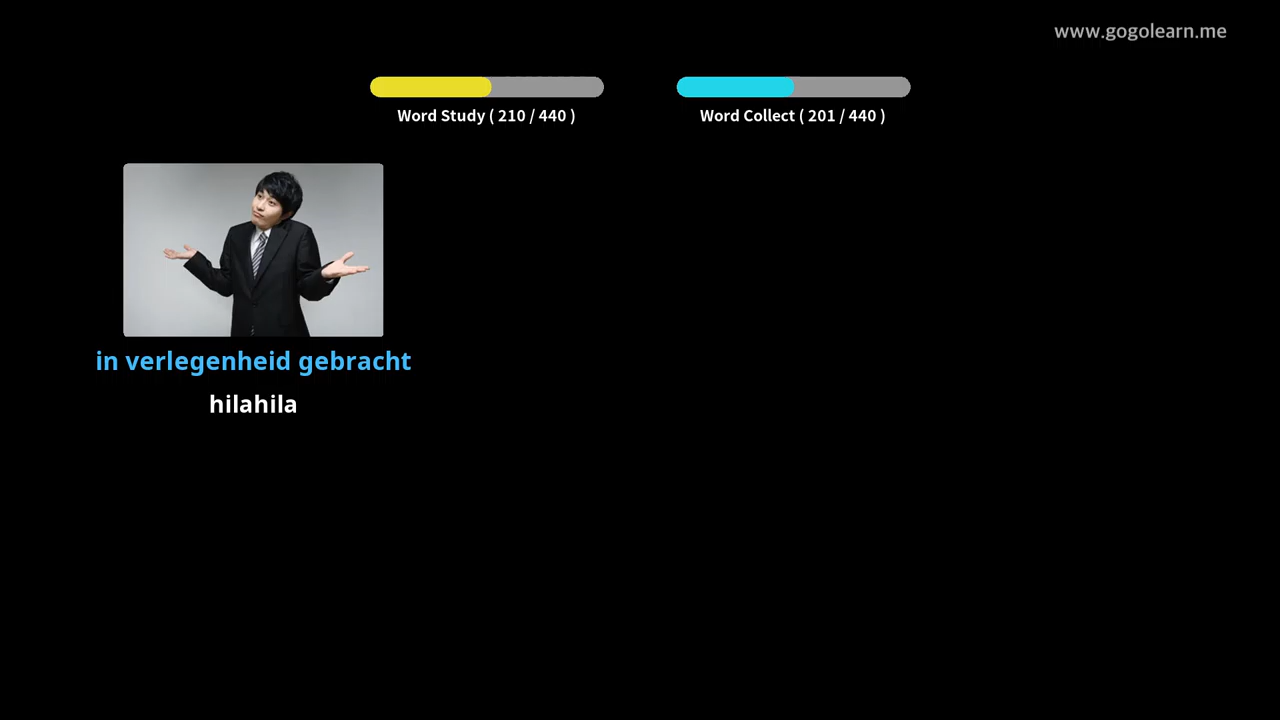 www.gogolearn.me
Word Study ( 210 / 440 )
Word Collect ( 201 / 440 )
in verlegenheid gebracht
hilahila